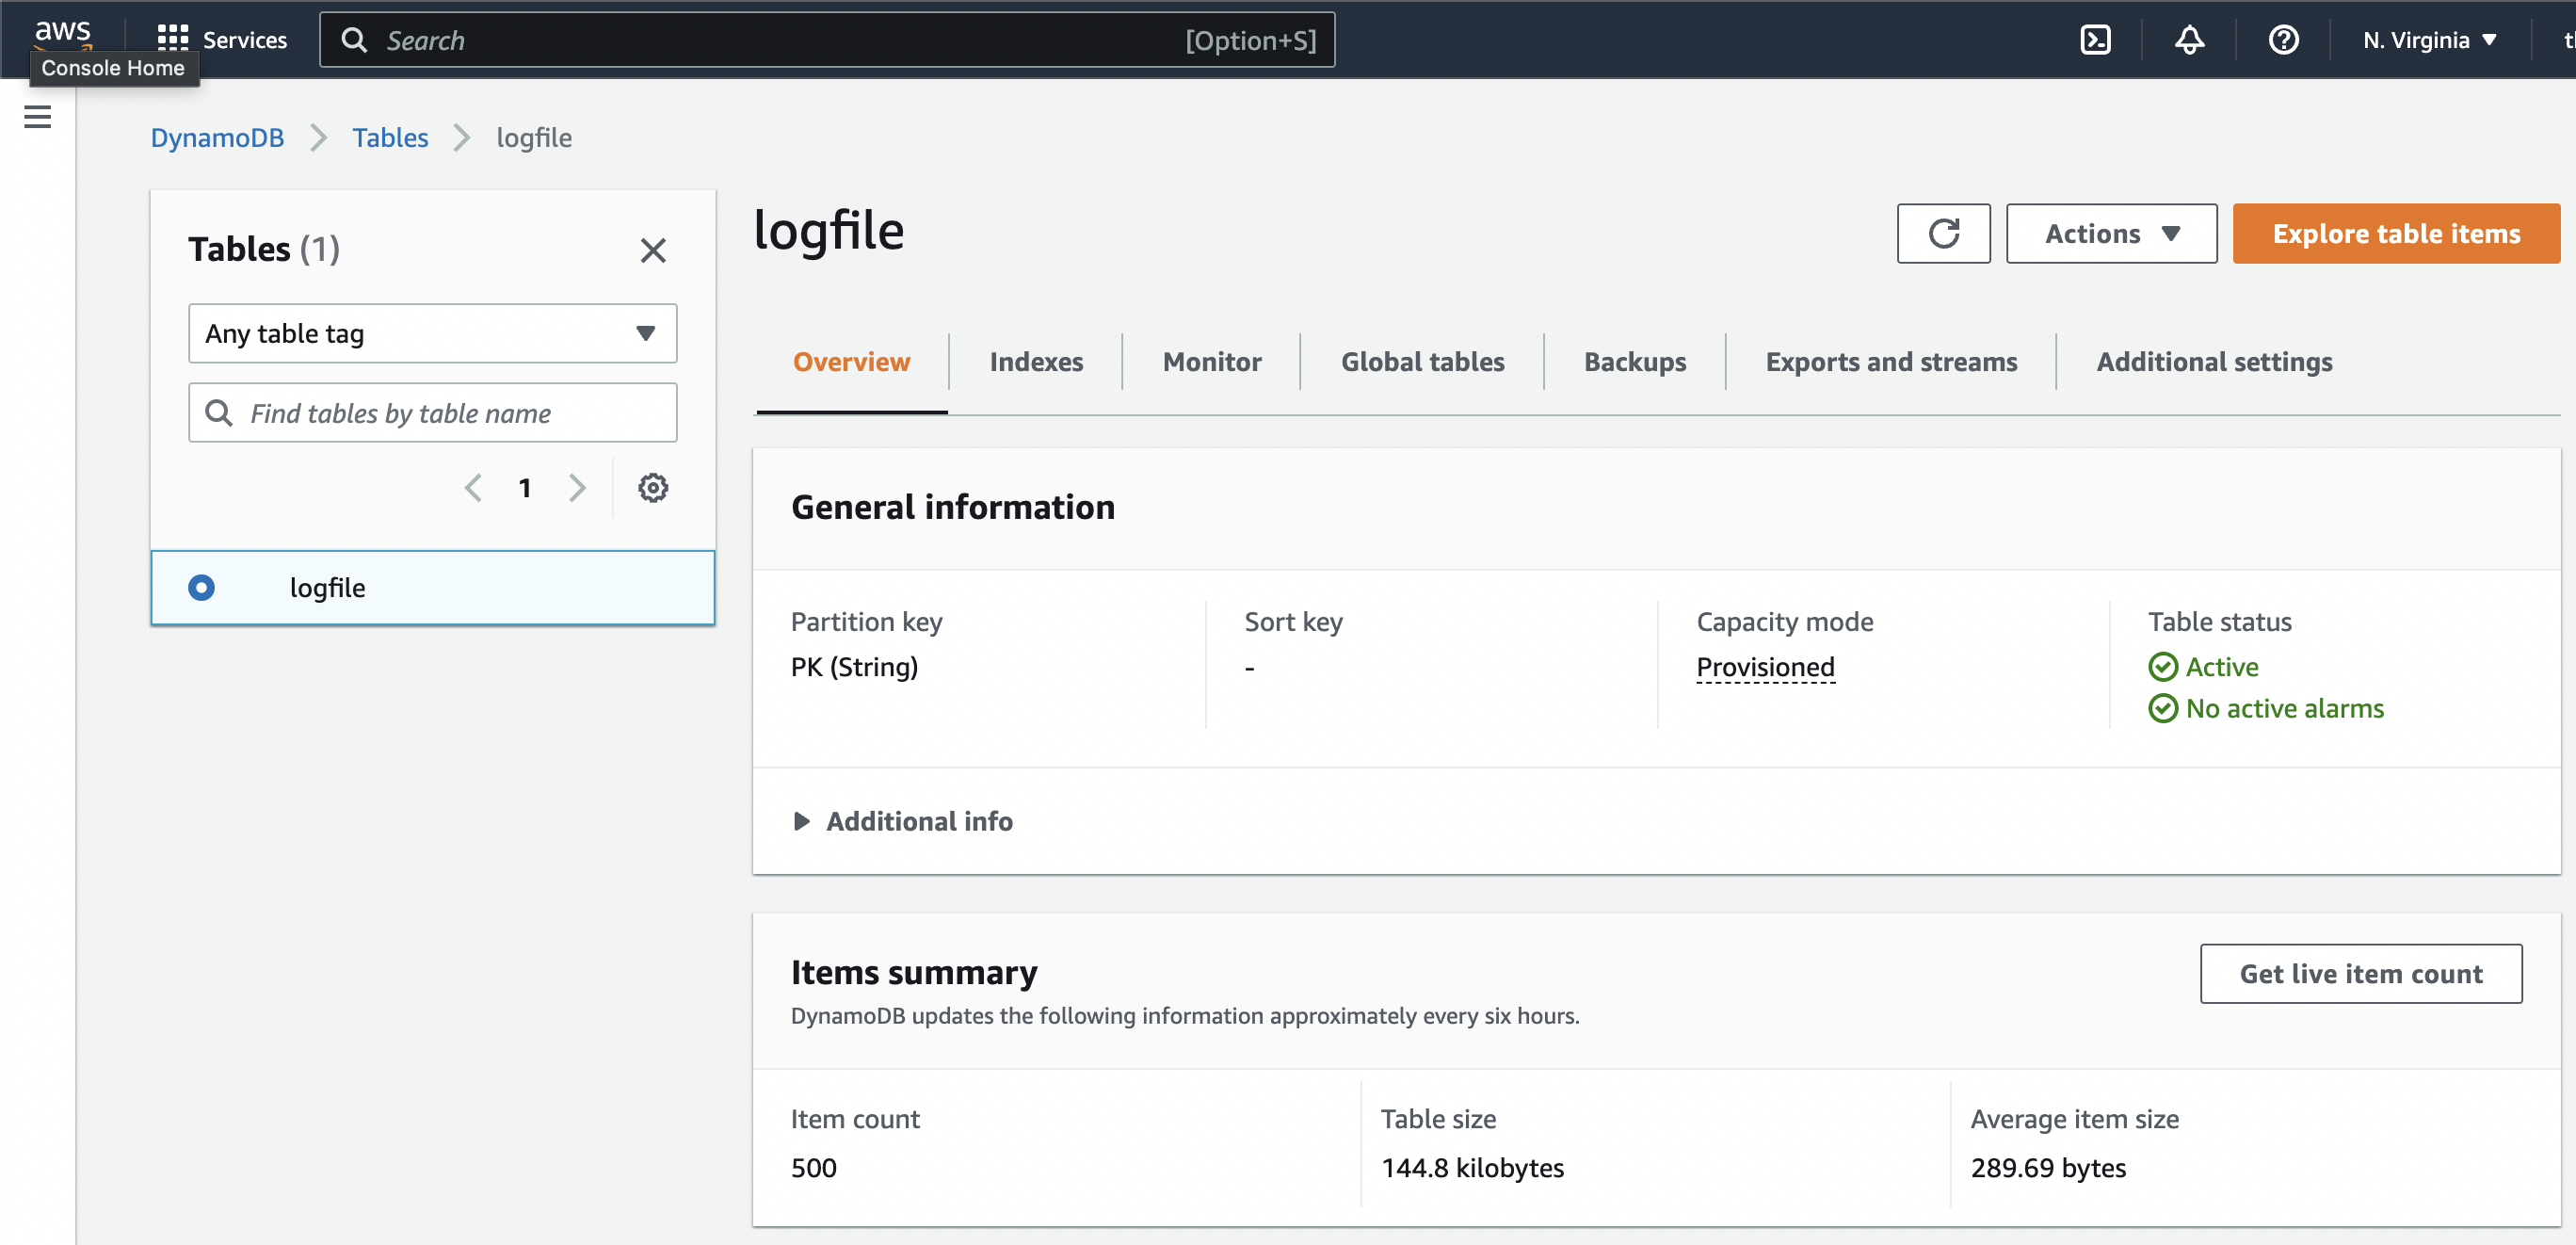 aws
Services
Search
[Option+S]
N. Virginia
Console Home
DynamoDB
Tables
logfile
Tables (1)
Any table tag
Find tables by table name
1
logfile
logfile
Actions
Explore table items
Overview
Indexes
Monitor
Global tables
Backups
Exports and streams
Additional settings
General information
Partition key
PK (String)
Sort key
-
Capacity mode
Provisioned
Table status
Active
No active alarms
Additional info
Items summary
DynamoDB updates the following information approximately every six hours.
Get live item count
Item count
500
Table size
144.8 kilobytes
Average item size
289.69 bytes